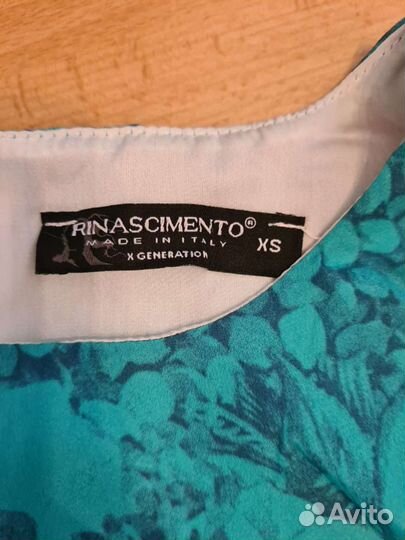 RINASCIMENTO®
MADE IN ITALY
XS
X GENERATION
Avito